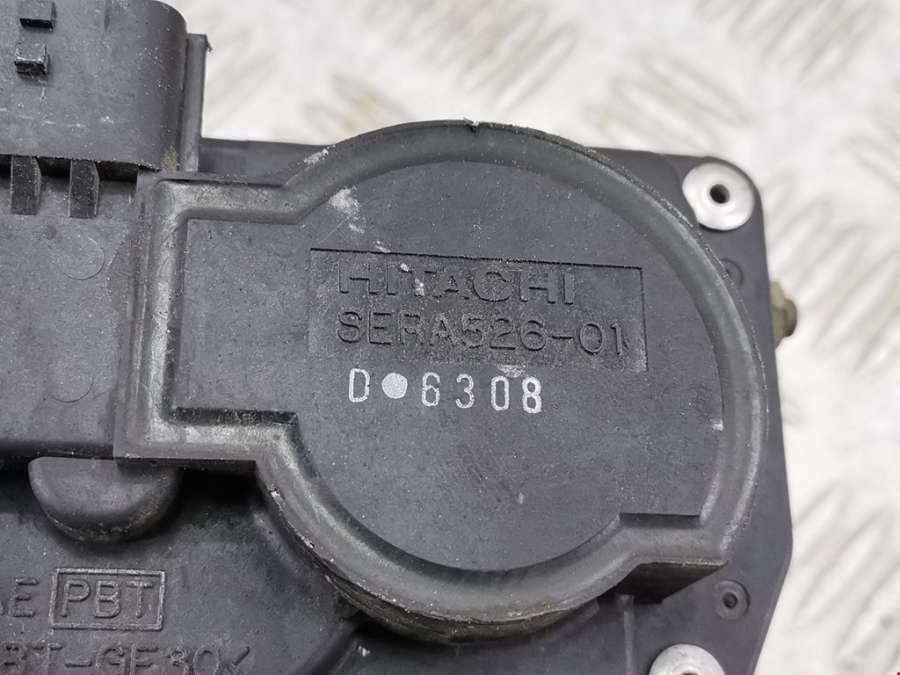 HITACHI
SERA526-01
D●6308
PBT